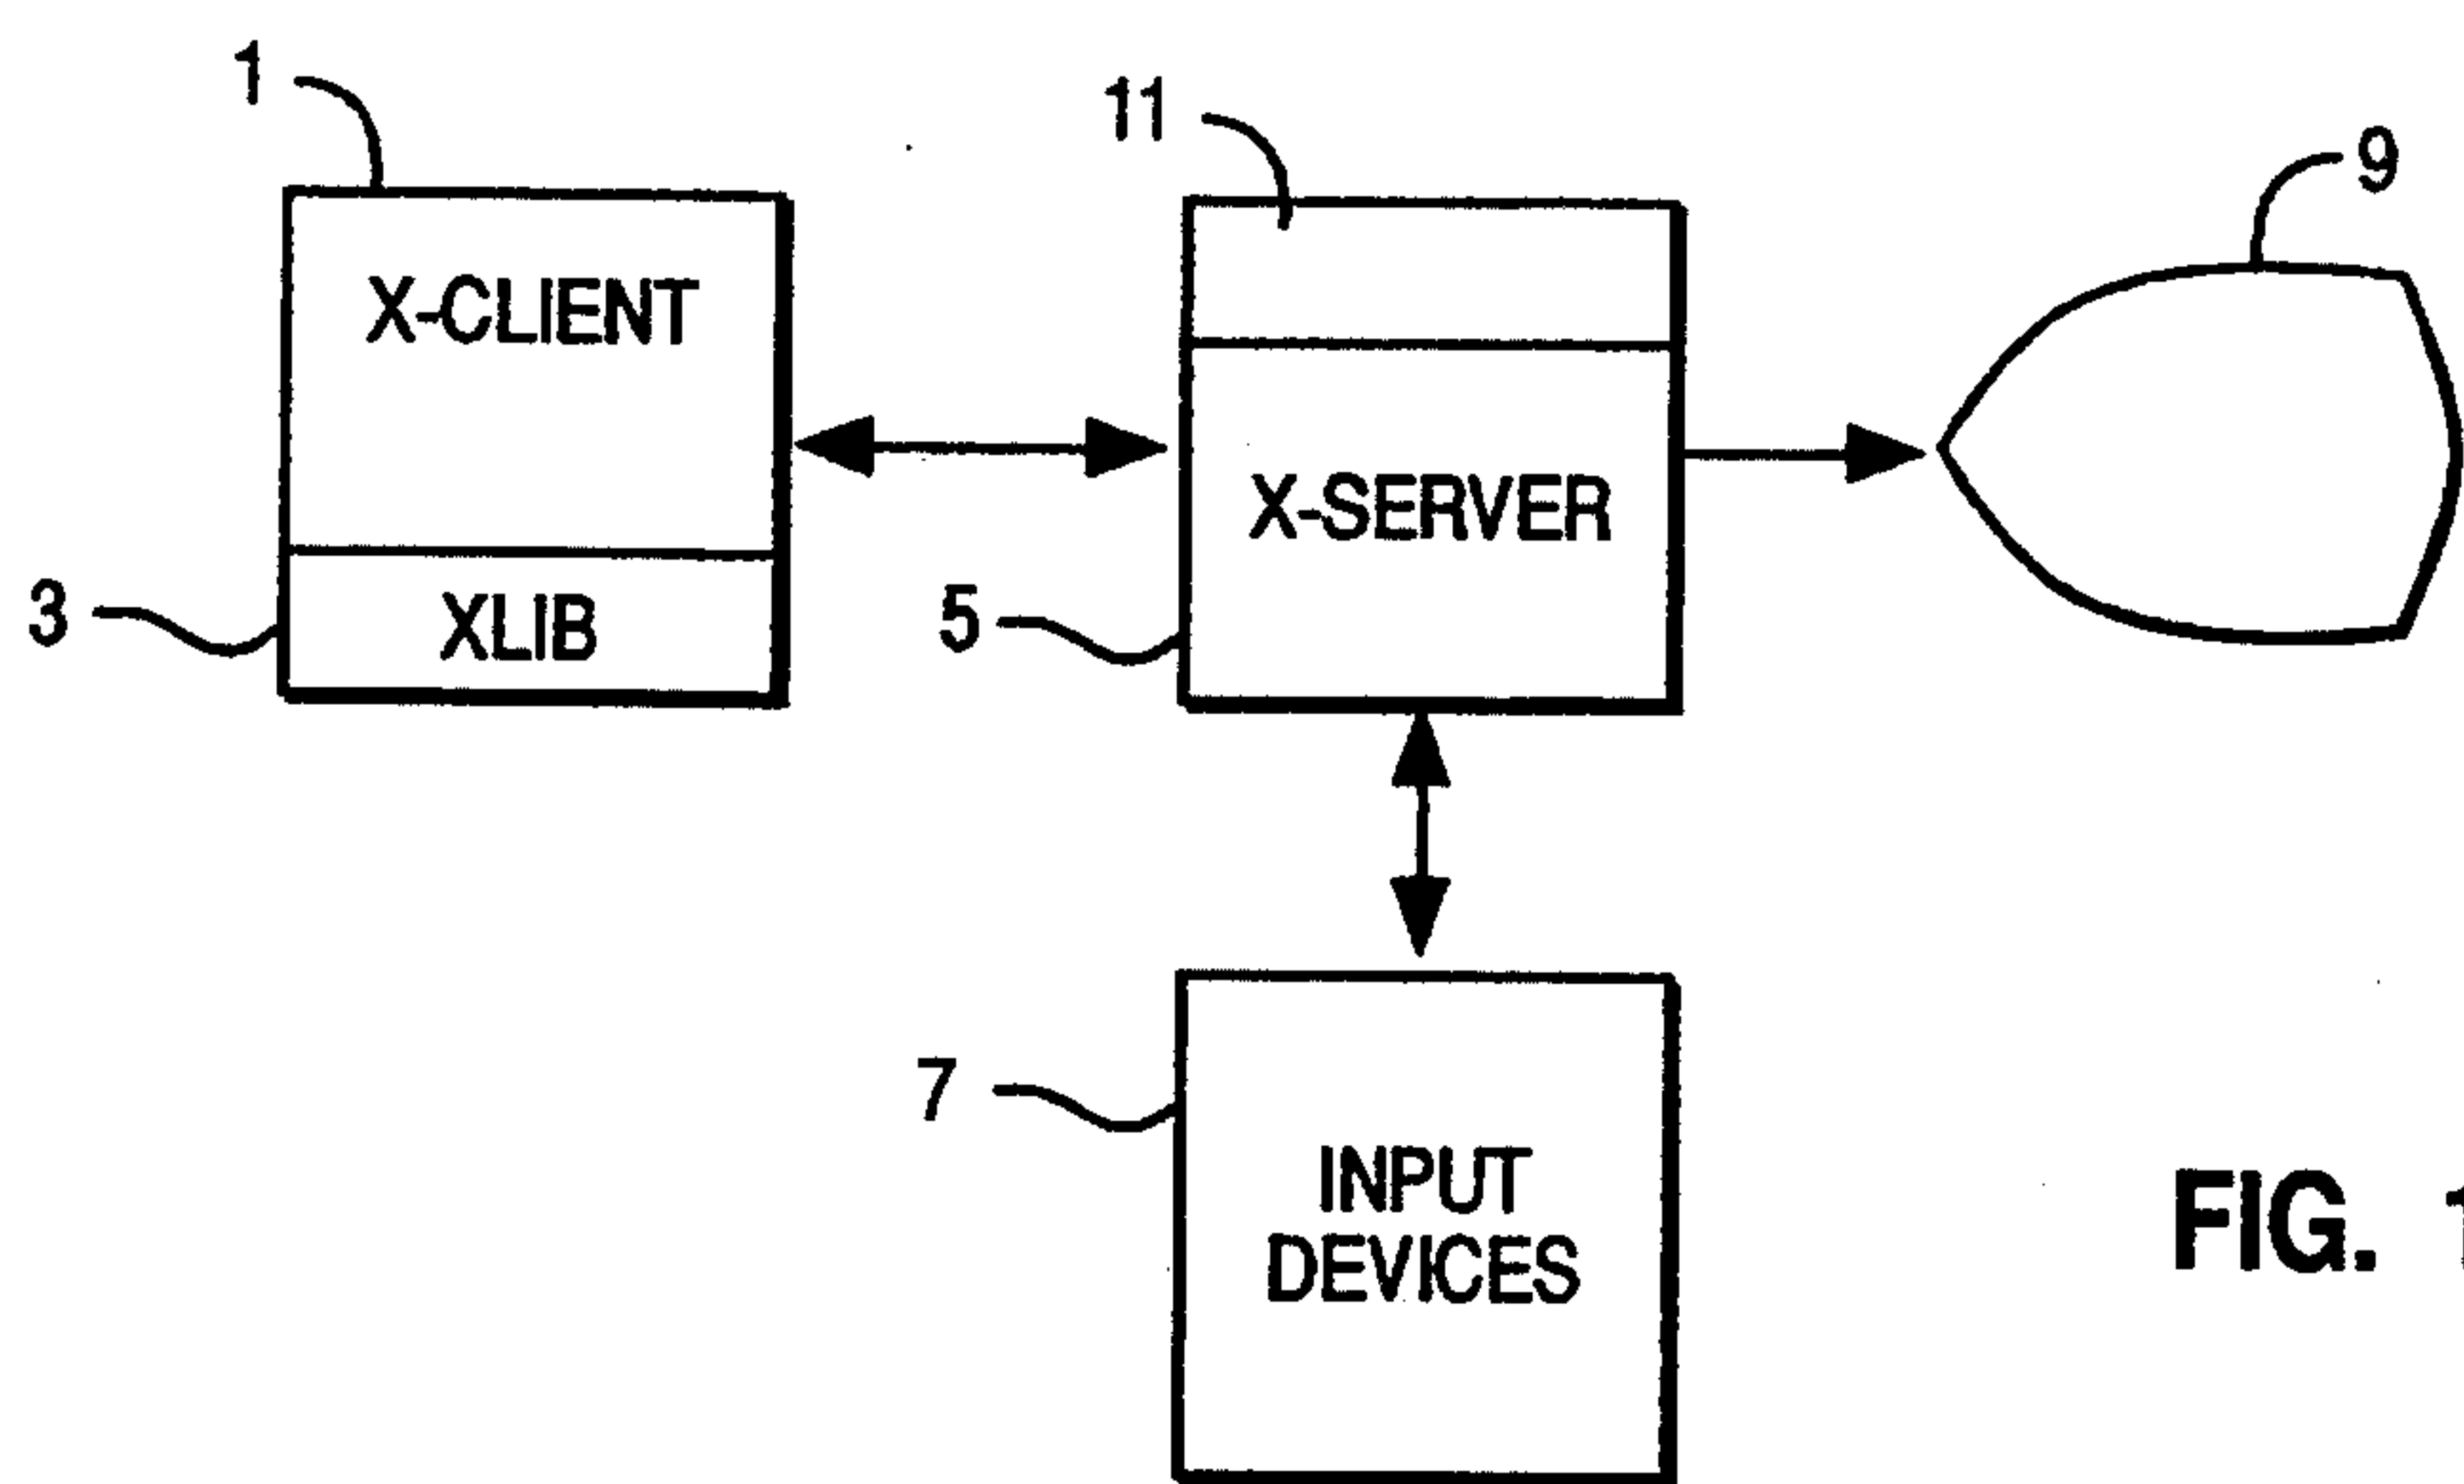 1
11
9
X-CLIENT
X-SERVER
3
XLIB
5
7
INPUT
DEVICES
FIG. 1